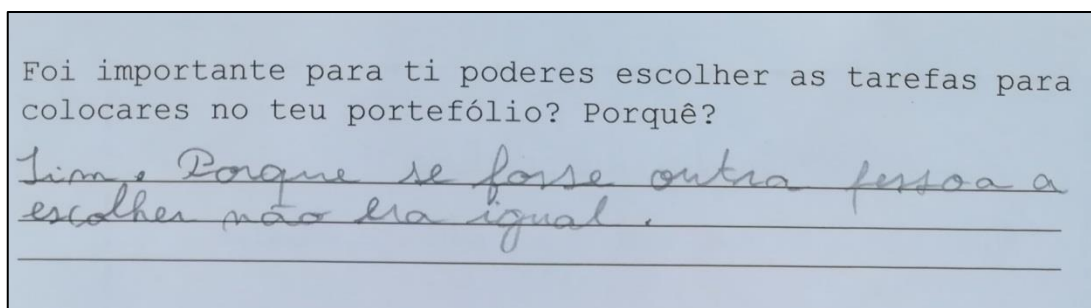 Foi importante para ti poderes escolher as tarefas para
colocares no teu portefólio? Porquê?
Sim. Porque se fosse outra pessoa a
escolher não era igual.